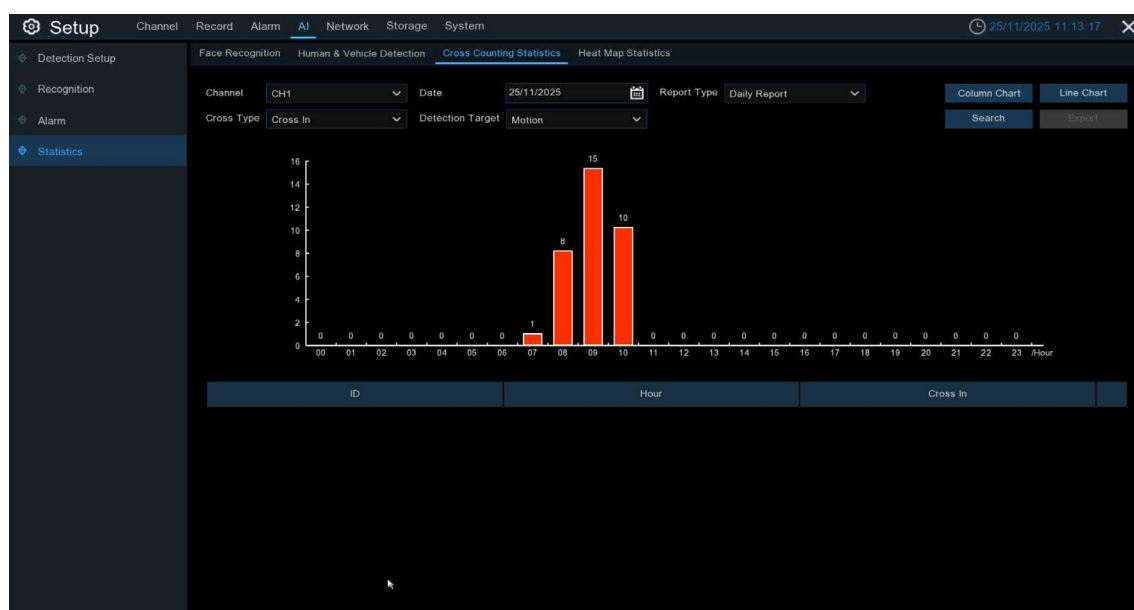 Setup Channel Record Alarm AI Network Storage System 25/11/2025 11:13:17
Detection Setup
Recognition
Alarm
Statistics
Face Recognition Human & Vehicle Detection Cross Counting Statistics Heat Map Statistics
Channel CH1 Date 25/11/2025 Report Type Daily Report Column Chart Line Chart
Cross Type Cross In Detection Target Motion Search Export
16
14
12
10
8
6
4
2
0
0 0 0 0 0 0 0 1 8 15 10 0 0 0 0 0 0 0 0 0 0 0 0 0
00 01 02 03 04 05 06 07 08 09 10 11 12 13 14 15 16 17 18 19 20 21 22 23 /Hour
ID Hour Cross In